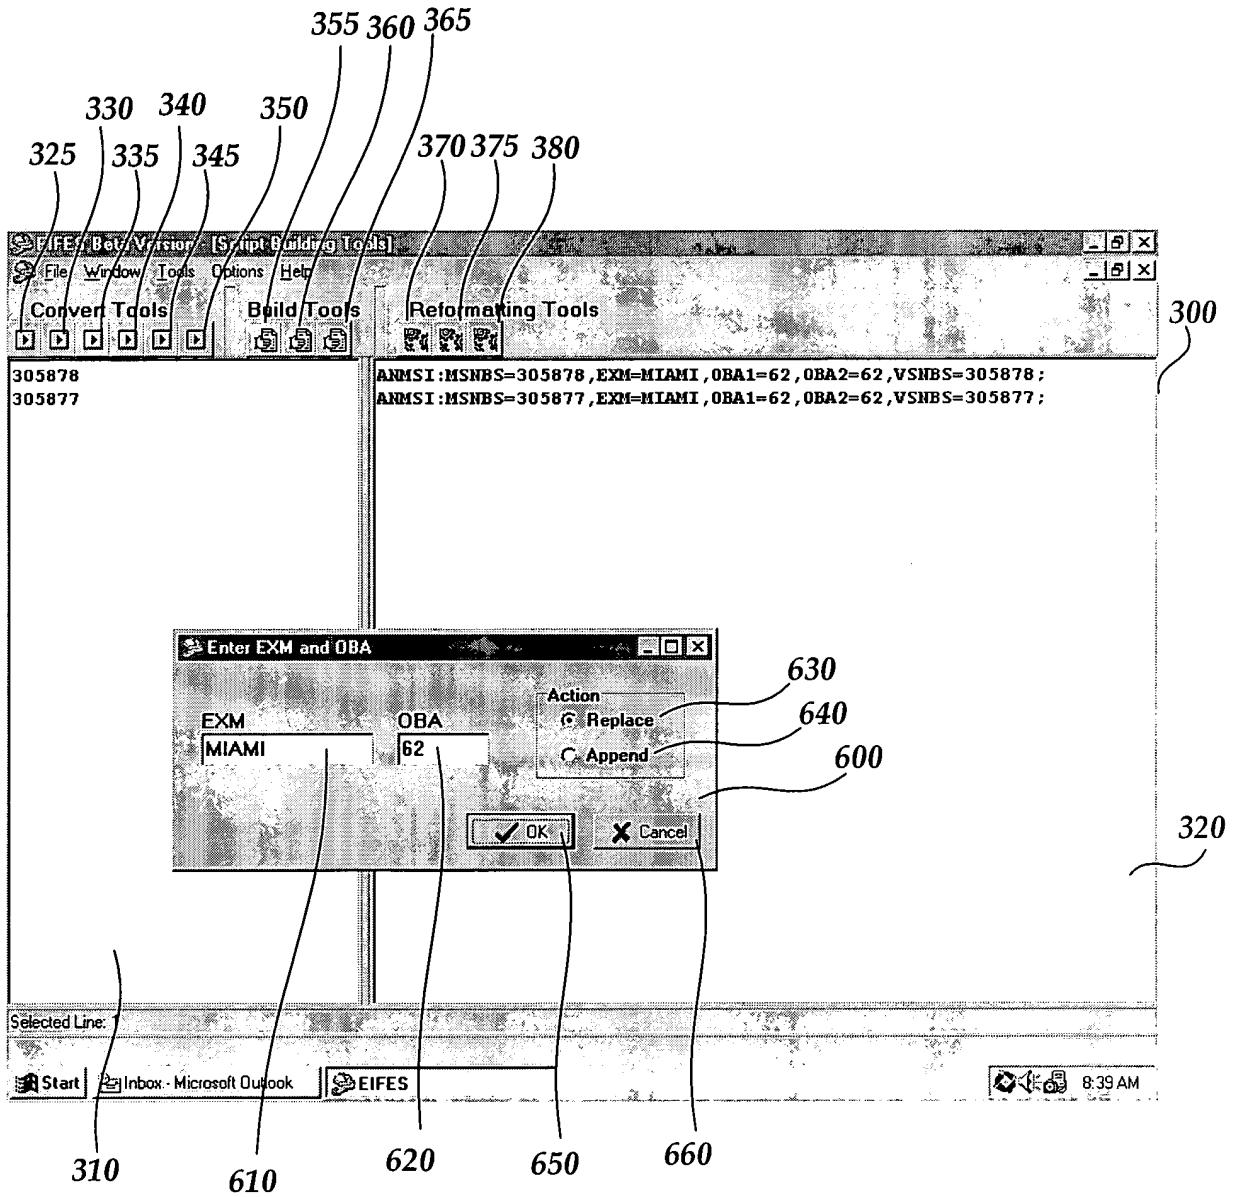 355 360 365
330 340 350
325 335 345 370 375 380
EIFES Beta Version - [Script Building Tools]
File Window Tools Options Help
Convert Tools Build Tools Reformatting Tools
300
305878
305877
ANMSI:MSNBS=305878,EXM=MIAMI,OBA1=62,OBA2=62,VSNBS=305878;
ANMSI:MSNBS=305877,EXM=MIAMI,OBA1=62,OBA2=62,VSNBS=305877;
Enter EXM and OBA
EXM OBA Action
MIAMI 62 Replace
Append
OK Cancel
630
640
600
320
Selected Line: 1
Start Inbox - Microsoft Outlook EIFES 8:39 AM
310 610 620 650 660